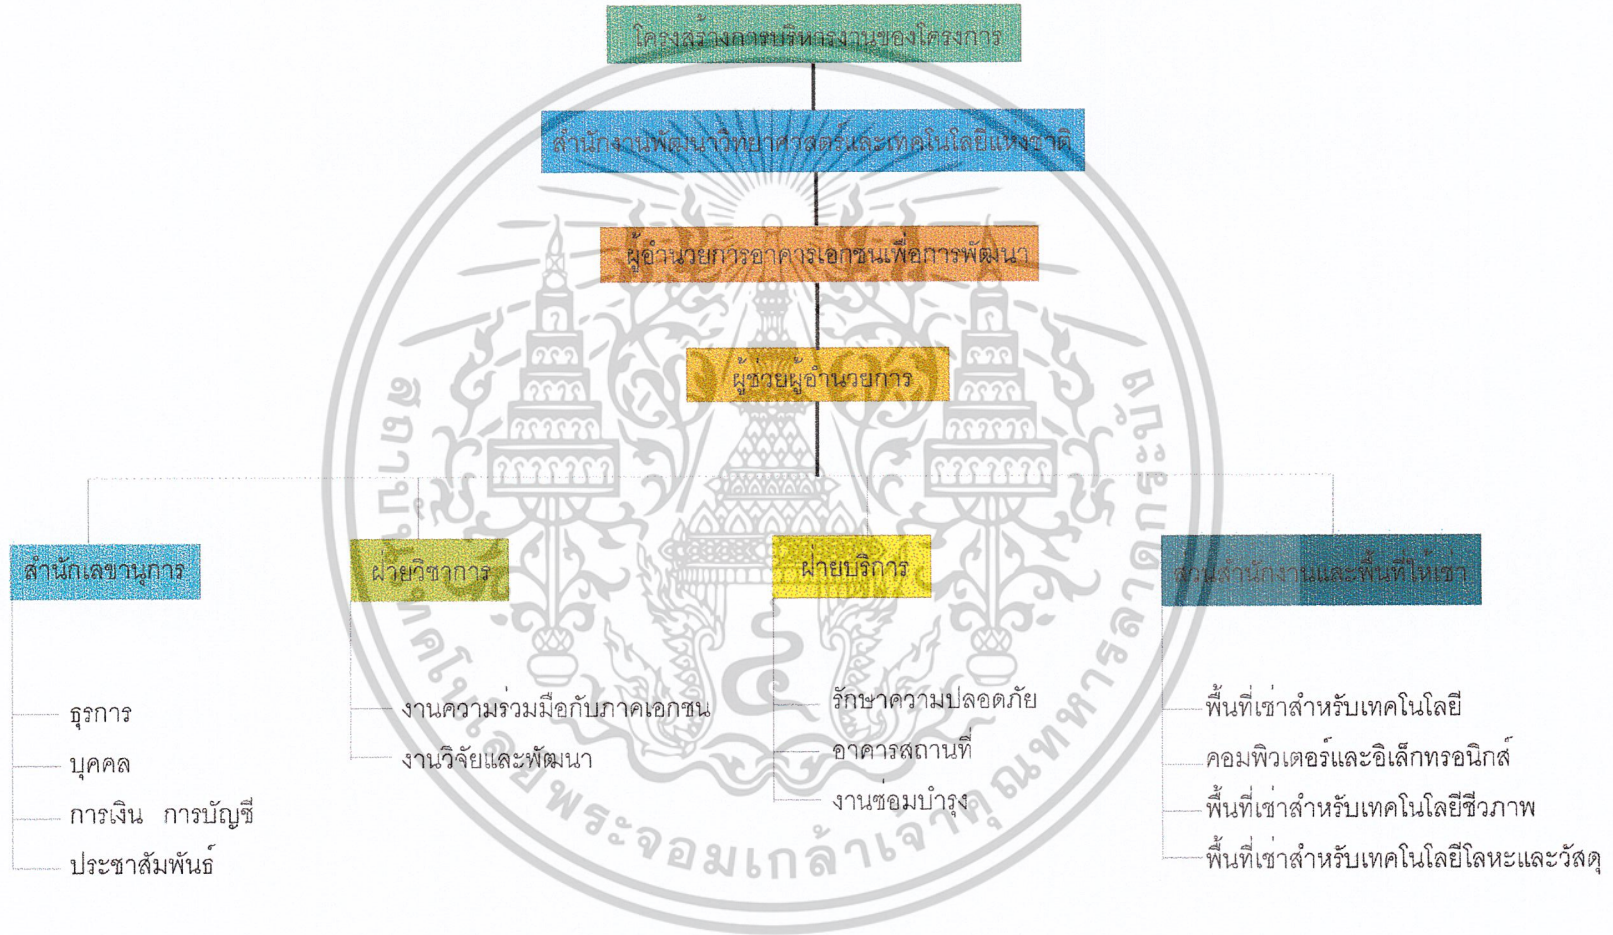 โครงสร้างการบริหารงานของโครงการ
สำนักงานพัฒนาวิทยาศาสตร์และเทคโนโลยีแห่งชาติ
ผู้อำนวยการอาคารเอกชนเพื่อการพัฒนา
ผู้ช่วยผู้อำนวยการ
สำนักเลขานุการ
ธุรการ
บุคคล
การเงิน การบัญชี
ประชาสัมพันธ์
ฝ่ายวิชาการ
งานความร่วมมือกับภาคเอกชน
งานวิจัยและพัฒนา
ฝ่ายบริการ
รักษาความปลอดภัย
อาคารสถานที่
งานซ่อมบำรุง
ส่วนสำนักงานและพื้นที่ให้เช่า
พื้นที่เช่าสำหรับเทคโนโลยี
คอมพิวเตอร์และอิเล็กทรอนิกส์
พื้นที่เช่าสำหรับเทคโนโลยีชีวภาพ
พื้นที่เช่าสำหรับเทคโนโลยีโลหะและวัสดุ
สถาบันเทคโนโลยีพระจอมเกล้าเจ้าคุณทหารลาดกระบัง